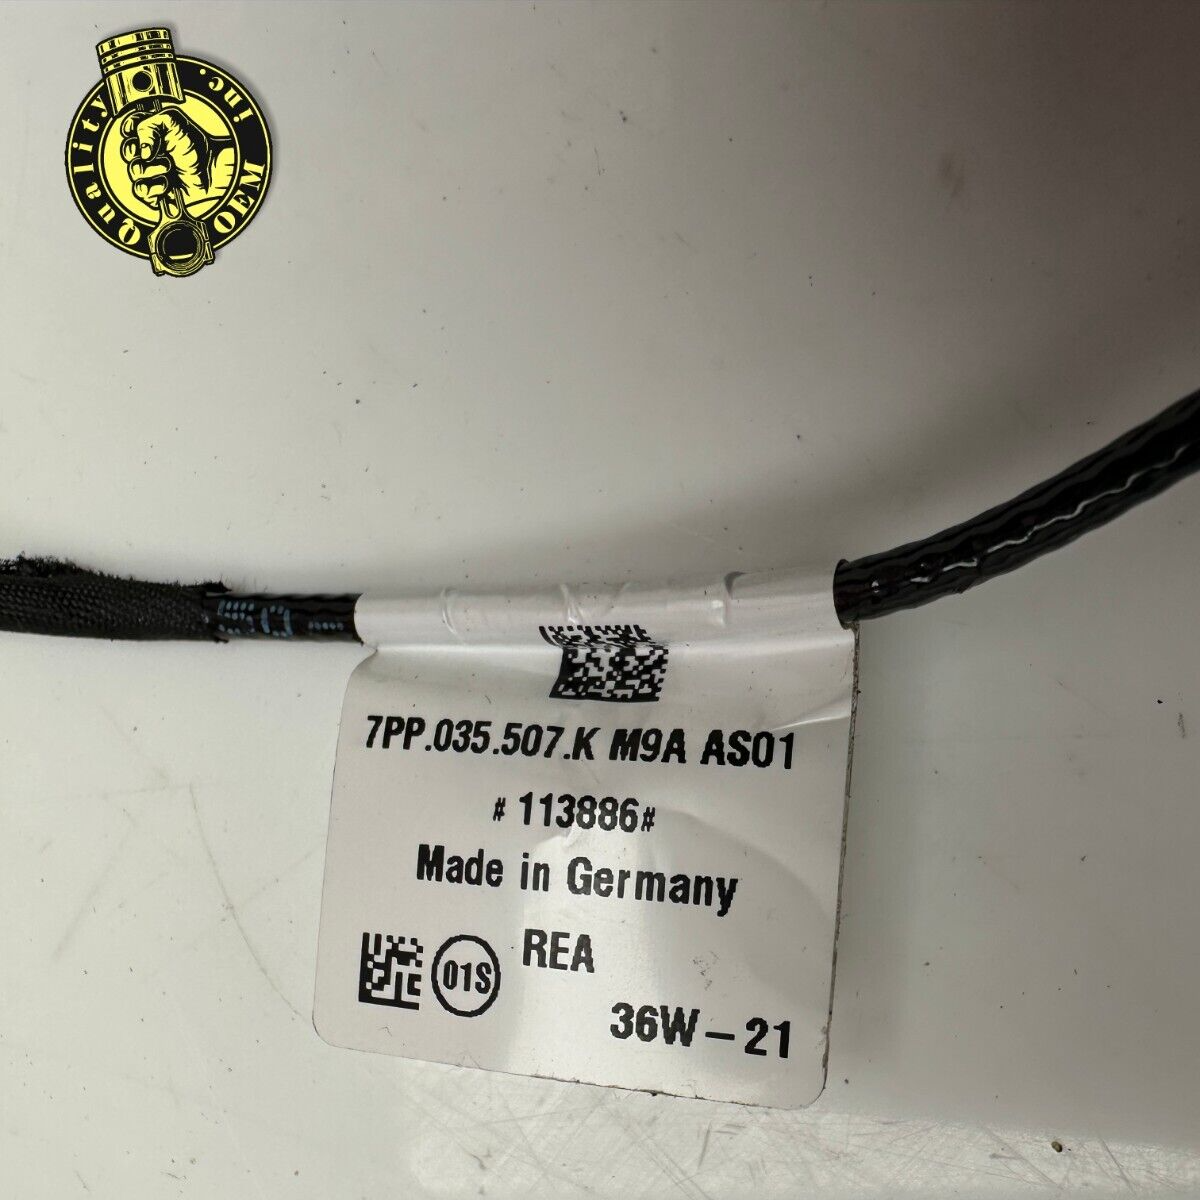 Quality OEM inc.
7PP.035.507.K M9A AS01
# 113886#
Made in Germany
01S REA
36W-21